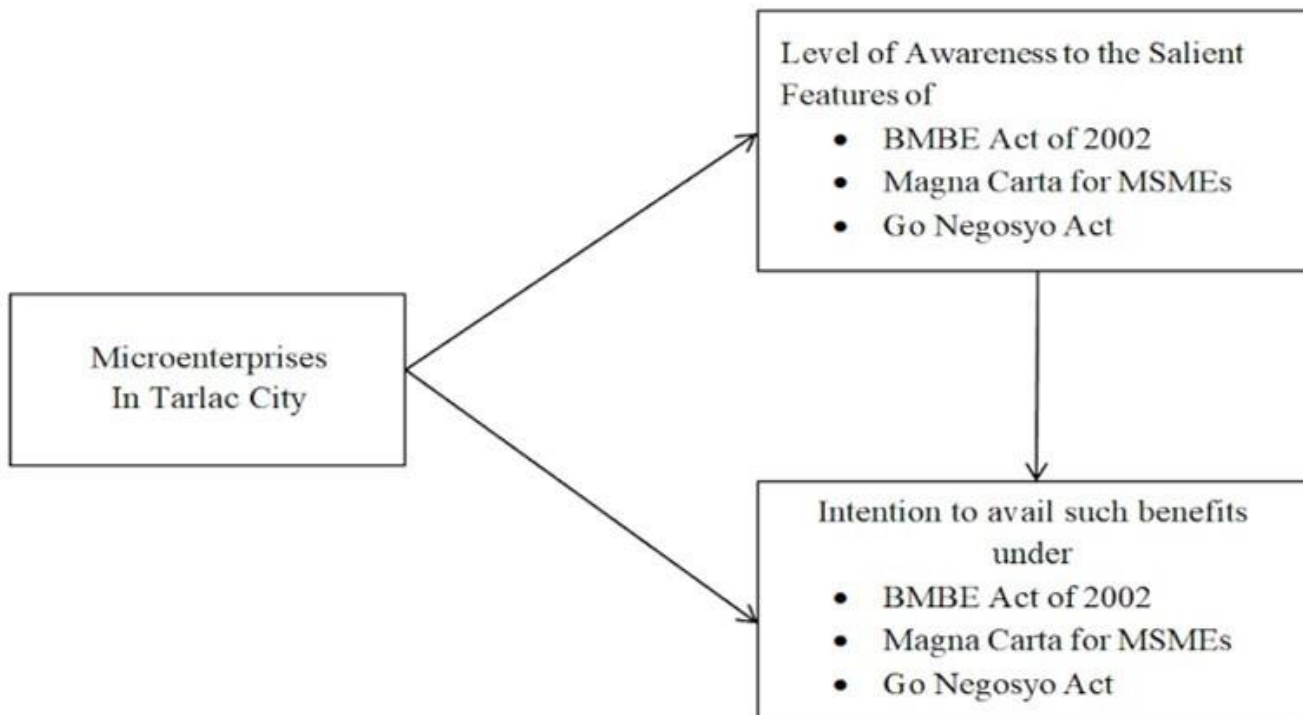 Level of Awareness to the Salient
Features of
• BMBE Act of 2002
• Magna Carta for MSMEs
• Go Negosyo Act
Microenterprises
In Tarlac City
Intention to avail such benefits
under
• BMBE Act of 2002
• Magna Carta for MSMEs
• Go Negosyo Act